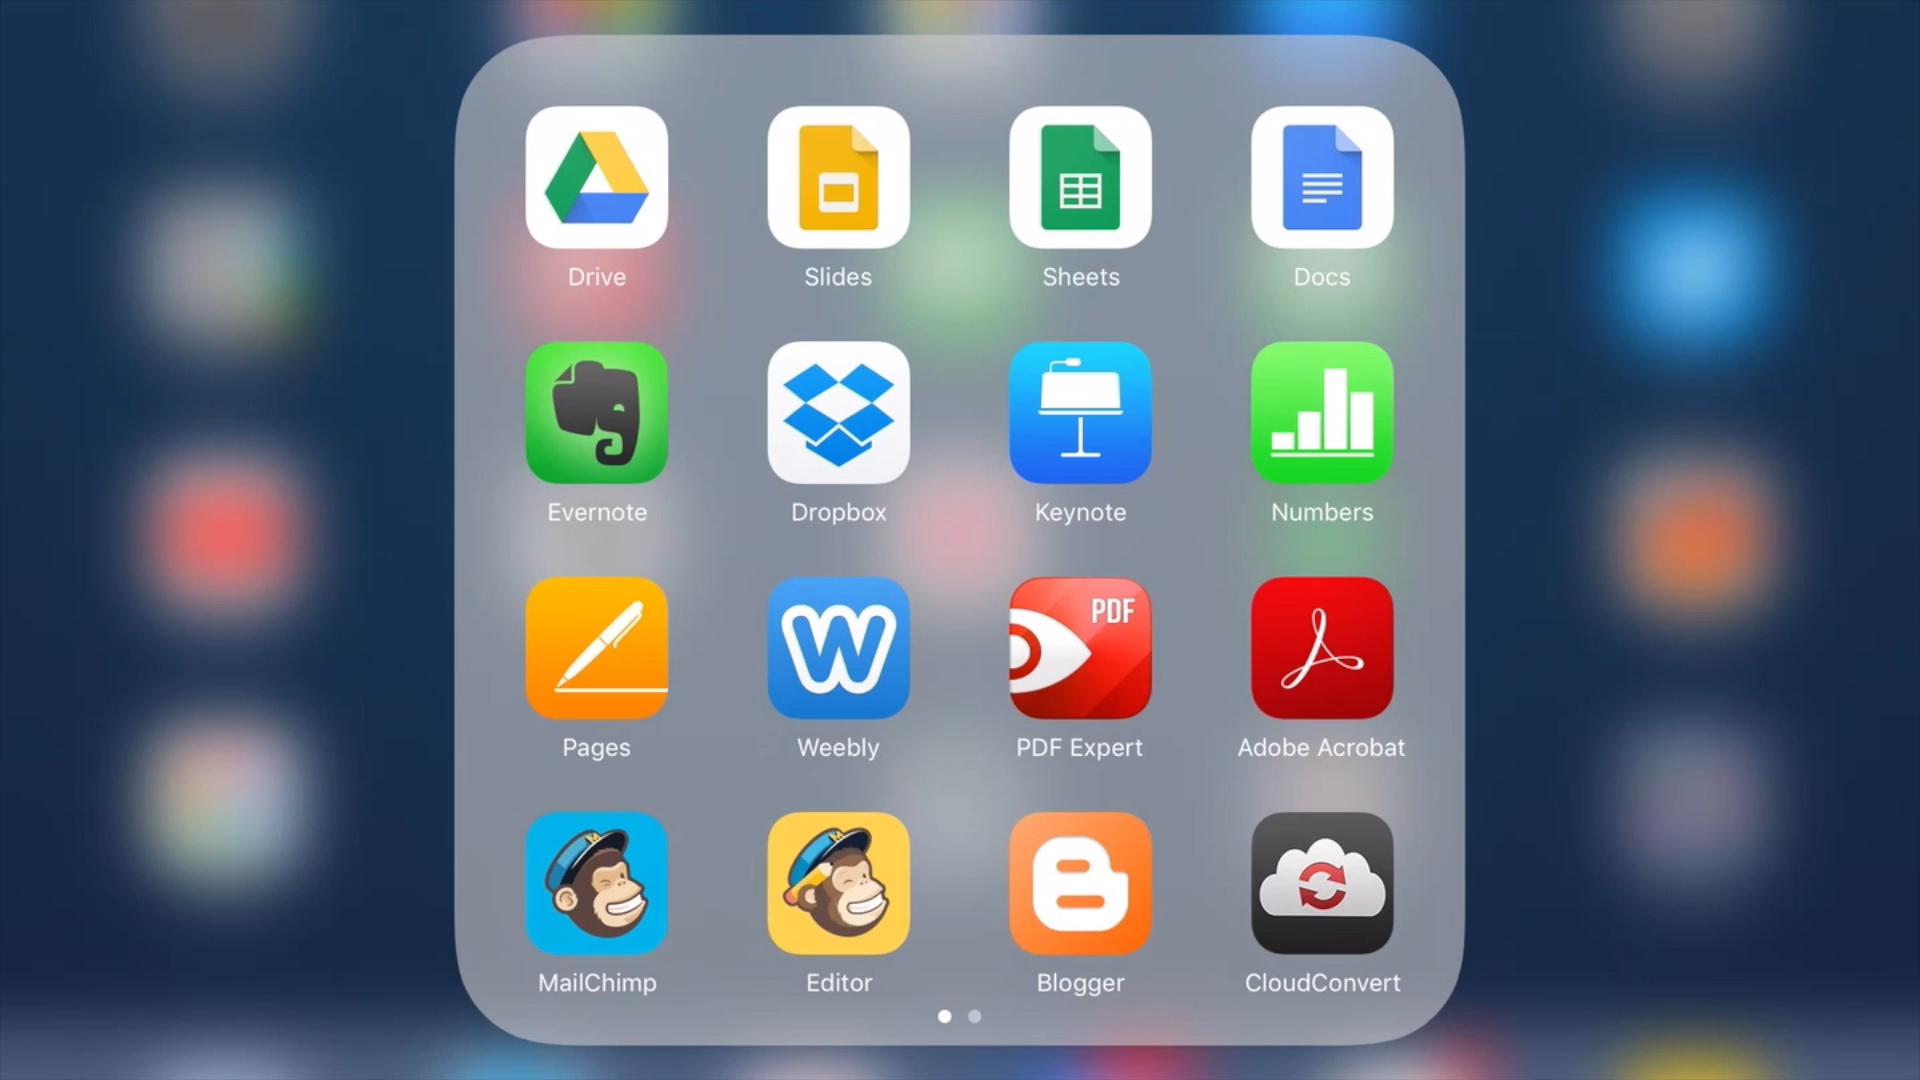 Drive
Slides
Sheets
Docs
Evernote
Dropbox
Keynote
Numbers
PDF
Pages
Weebly
PDF Expert
Adobe Acrobat
MailChimp
Editor
Blogger
CloudConvert